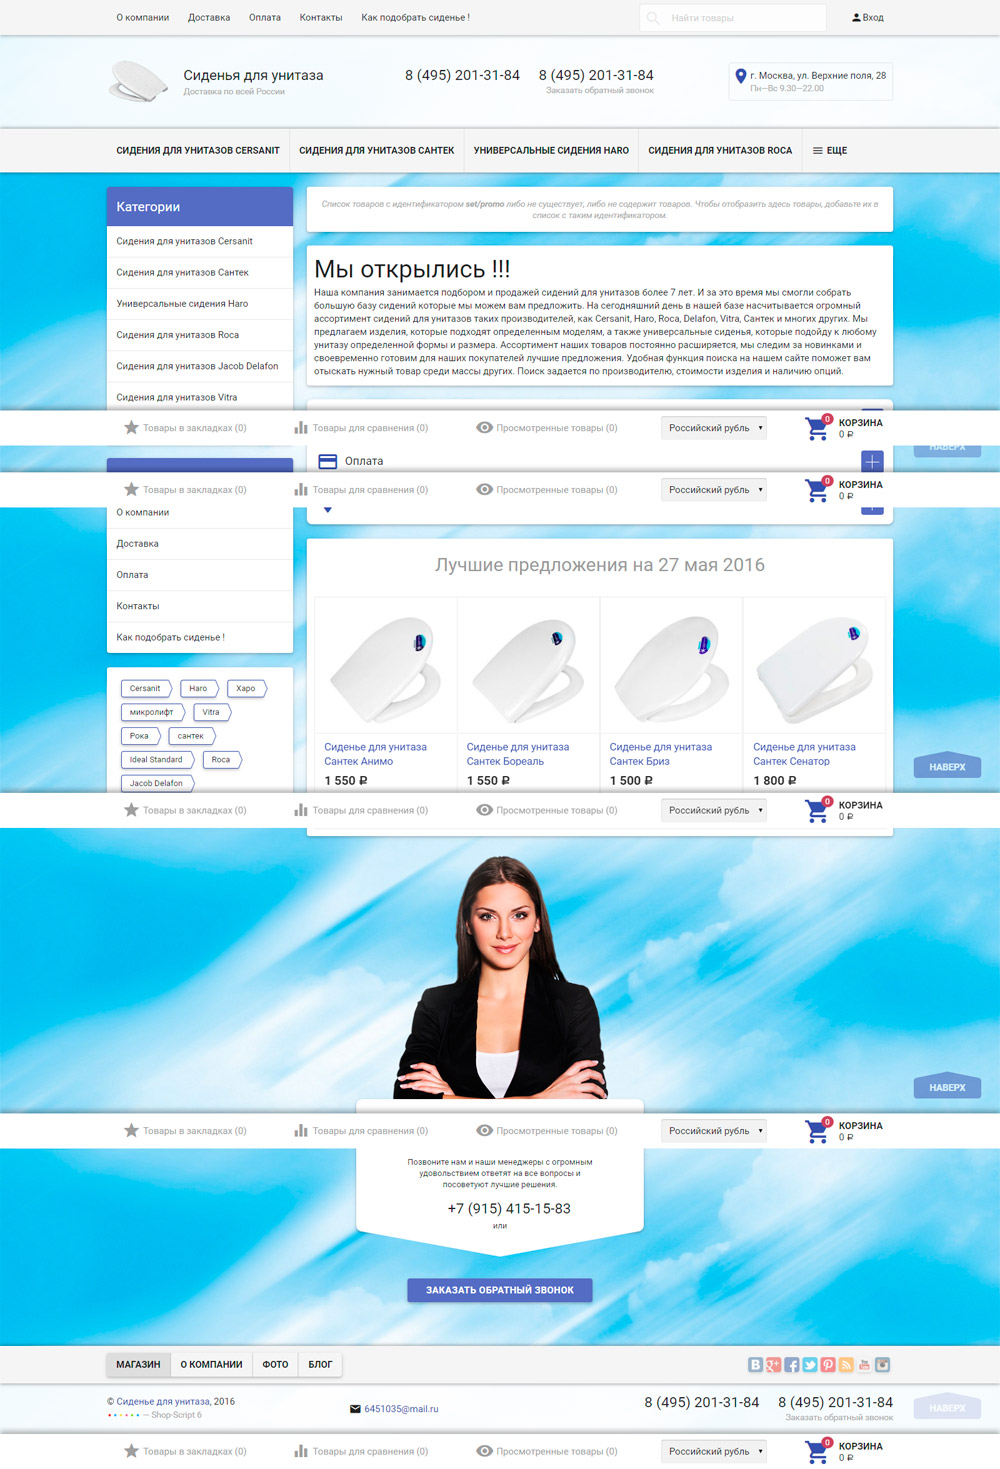 О компании Доставка Оплата Контакты Как подобрать сиденье ! Найти товары Вход
Сиденья для унитаза
Доставка по всей России
8 (495) 201-31-84 8 (495) 201-31-84
Заказать обратный звонок
г. Москва, ул. Верхние поля, 28
Пн—Вс 9.30—22.00
СИДЕНИЯ ДЛЯ УНИТАЗОВ CERSANIT СИДЕНИЯ ДЛЯ УНИТАЗОВ САНТЕК УНИВЕРСАЛЬНЫЕ СИДЕНИЯ HARO СИДЕНИЯ ДЛЯ УНИТАЗОВ ROCA ЕЩЕ
Категории
Сидения для унитазов Cersanit
Сидения для унитазов Сантек
Универсальные сидения Haro
Сидения для унитазов Roca
Сидения для унитазов Jacob Delafon
Сидения для унитазов Vitra
Список товаров с идентификатором set/promo либо не существует, либо не содержит товаров. Чтобы отобразить здесь товары, добавьте их в
список с таким идентификатором.
Мы открылись !!!
Наша компания занимается подбором и продажей сидений для унитазов более 7 лет. И за это время мы смогли собрать
большую базу сидений которые мы можем вам предложить. На сегодняшний день в нашей базе насчитывается огромный
ассортимент сидений для унитазов таких производителей, как Cersanit, Haro, Roca, Delafon, Vitra, Сантек и многих других. Мы
предлагаем изделия, которые подходят определенным моделям, а также универсальные сиденья, которые подойду к любому
унитазу определенной формы и размера. Ассортимент наших товаров постоянно расширяется, мы следим за новинками и
своевременно готовим для наших покупателей лучшие предложения. Удобная функция поиска на нашем сайте поможет вам
отыскать нужный товар среди массы других. Поиск задается по производителю, стоимости изделия и наличию опций.
Товары в закладках (0) Товары для сравнения (0) Просмотренные товары (0) Российский рубль КОРЗИНА
0
0 ₽
НАВЕРХ
Оплата
Товары в закладках (0) Товары для сравнения (0) Просмотренные товары (0) Российский рубль КОРЗИНА
0
0 ₽
О компании
Доставка
Оплата
Контакты
Как подобрать сиденье !
Cersanit Haro Харо
микролифт Vitra
Рока сантек
Ideal Standard Roca
Jacob Delafon
Лучшие предложения на 27 мая 2016
Сиденье для унитаза
Сантек Анимо
1 550 ₽
Сиденье для унитаза
Сантек Бореаль
1 550 ₽
Сиденье для унитаза
Сантек Бриз
1 500 ₽
Сиденье для унитаза
Сантек Сенатор
1 800 ₽
НАВЕРХ
Товары в закладках (0) Товары для сравнения (0) Просмотренные товары (0) Российский рубль КОРЗИНА
0
0 ₽
НАВЕРХ
Товары в закладках (0) Товары для сравнения (0) Просмотренные товары (0) Российский рубль КОРЗИНА
0
0 ₽
Позвоните нам и наши менеджеры с огромным
удовольствием ответят на все вопросы и
посоветуют лучшие решения.
+7 (915) 415-15-83
или
ЗАКАЗАТЬ ОБРАТНЫЙ ЗВОНОК
МАГАЗИН О КОМПАНИИ ФОТО БЛОГ
© Сиденье для унитаза, 2016
— Shop-Script 6
6451035@mail.ru
8 (495) 201-31-84 8 (495) 201-31-84
Заказать обратный звонок
НАВЕРХ
Товары в закладках (0) Товары для сравнения (0) Просмотренные товары (0) Российский рубль КОРЗИНА
0
0 ₽